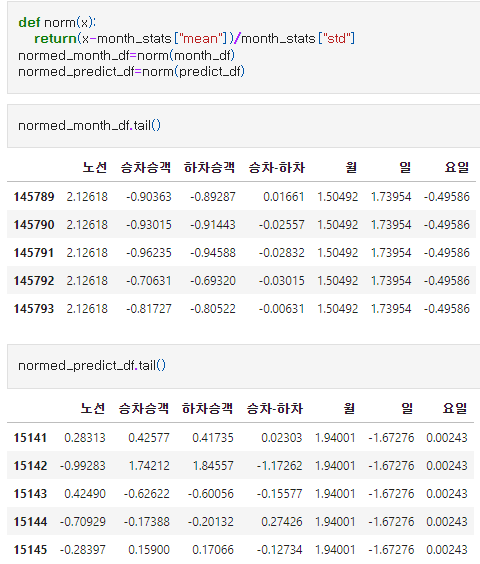 def norm(x):
    return(x-month_stats["mean"])/month_stats["std"]
normed_month_df=norm(month_df)
normed_predict_df=norm(predict_df)
normed_month_df.tail()
노선 승차승객 하차승객 승차-하차 월 일 요일
145789 2.12618 -0.90363 -0.89287 0.01661 1.50492 1.73954 -0.49586
145790 2.12618 -0.93015 -0.91443 -0.02557 1.50492 1.73954 -0.49586
145791 2.12618 -0.96235 -0.94588 -0.02832 1.50492 1.73954 -0.49586
145792 2.12618 -0.70631 -0.69320 -0.03015 1.50492 1.73954 -0.49586
145793 2.12618 -0.81727 -0.80522 -0.00631 1.50492 1.73954 -0.49586
normed_predict_df.tail()
노선 승차승객 하차승객 승차-하차 월 일 요일
15141 0.28313 0.42577 0.41735 0.02303 1.94001 -1.67276 0.00243
15142 -0.99283 1.74212 1.84557 -1.17262 1.94001 -1.67276 0.00243
15143 0.42490 -0.62622 -0.60056 -0.15577 1.94001 -1.67276 0.00243
15144 -0.70929 -0.17388 -0.20132 0.27426 1.94001 -1.67276 0.00243
15145 -0.28397 0.15900 0.17066 -0.12734 1.94001 -1.67276 0.00243